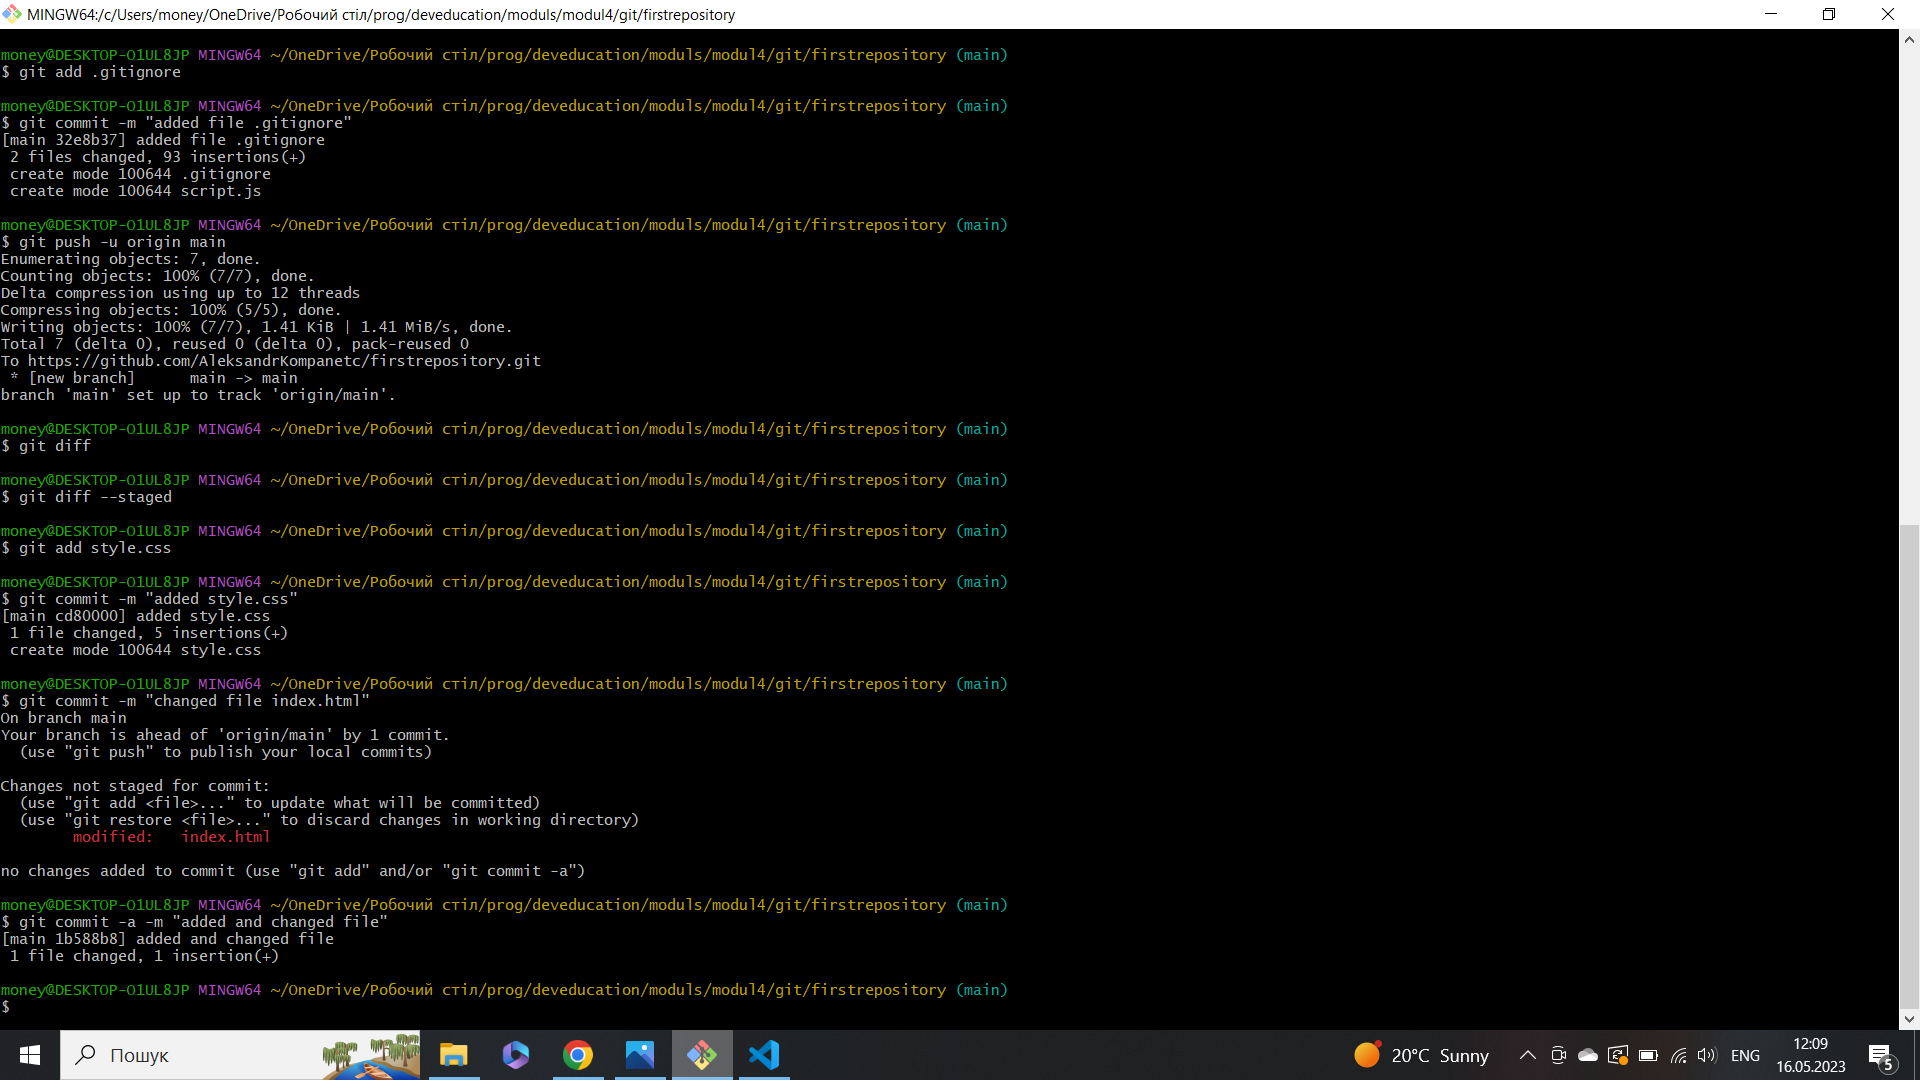 MINGW64:/c/Users/money/OneDrive/Робочий стіл/prog/deveducation/moduls/modul4/git/firstrepository
money@DESKTOP-O1UL8JP MINGW64 ~/OneDrive/Робочий стіл/prog/deveducation/moduls/modul4/git/firstrepository (main)
$ git add .gitignore
money@DESKTOP-O1UL8JP MINGW64 ~/OneDrive/Робочий стіл/prog/deveducation/moduls/modul4/git/firstrepository (main)
$ git commit -m "added file .gitignore"
[main 32e8b37] added file .gitignore
 2 files changed, 93 insertions(+)
 create mode 100644 .gitignore
 create mode 100644 script.js
money@DESKTOP-O1UL8JP MINGW64 ~/OneDrive/Робочий стіл/prog/deveducation/moduls/modul4/git/firstrepository (main)
$ git push -u origin main
Enumerating objects: 7, done.
Counting objects: 100% (7/7), done.
Delta compression using up to 12 threads
Compressing objects: 100% (5/5), done.
Writing objects: 100% (7/7), 1.41 KiB | 1.41 MiB/s, done.
Total 7 (delta 0), reused 0 (delta 0), pack-reused 0
To https://github.com/AleksandrKompanetc/firstrepository.git
 * [new branch]      main -> main
branch 'main' set up to track 'origin/main'.
money@DESKTOP-O1UL8JP MINGW64 ~/OneDrive/Робочий стіл/prog/deveducation/moduls/modul4/git/firstrepository (main)
$ git diff
money@DESKTOP-O1UL8JP MINGW64 ~/OneDrive/Робочий стіл/prog/deveducation/moduls/modul4/git/firstrepository (main)
$ git diff --staged
money@DESKTOP-O1UL8JP MINGW64 ~/OneDrive/Робочий стіл/prog/deveducation/moduls/modul4/git/firstrepository (main)
$ git add style.css
money@DESKTOP-O1UL8JP MINGW64 ~/OneDrive/Робочий стіл/prog/deveducation/moduls/modul4/git/firstrepository (main)
$ git commit -m "added style.css"
[main cd80000] added style.css
 1 file changed, 5 insertions(+)
 create mode 100644 style.css
money@DESKTOP-O1UL8JP MINGW64 ~/OneDrive/Робочий стіл/prog/deveducation/moduls/modul4/git/firstrepository (main)
$ git commit -m "changed file index.html"
On branch main
Your branch is ahead of 'origin/main' by 1 commit.
  (use "git push" to publish your local commits)
Changes not staged for commit:
  (use "git add <file>..." to update what will be committed)
  (use "git restore <file>..." to discard changes in working directory)
        modified:   index.html
no changes added to commit (use "git add" and/or "git commit -a")
money@DESKTOP-O1UL8JP MINGW64 ~/OneDrive/Робочий стіл/prog/deveducation/moduls/modul4/git/firstrepository (main)
$ git commit -a -m "added and changed file"
[main 1b588b8] added and changed file
 1 file changed, 1 insertion(+)
money@DESKTOP-O1UL8JP MINGW64 ~/OneDrive/Робочий стіл/prog/deveducation/moduls/modul4/git/firstrepository (main)
$
Пошук
20°C Sunny
ENG
12:09
16.05.2023
5